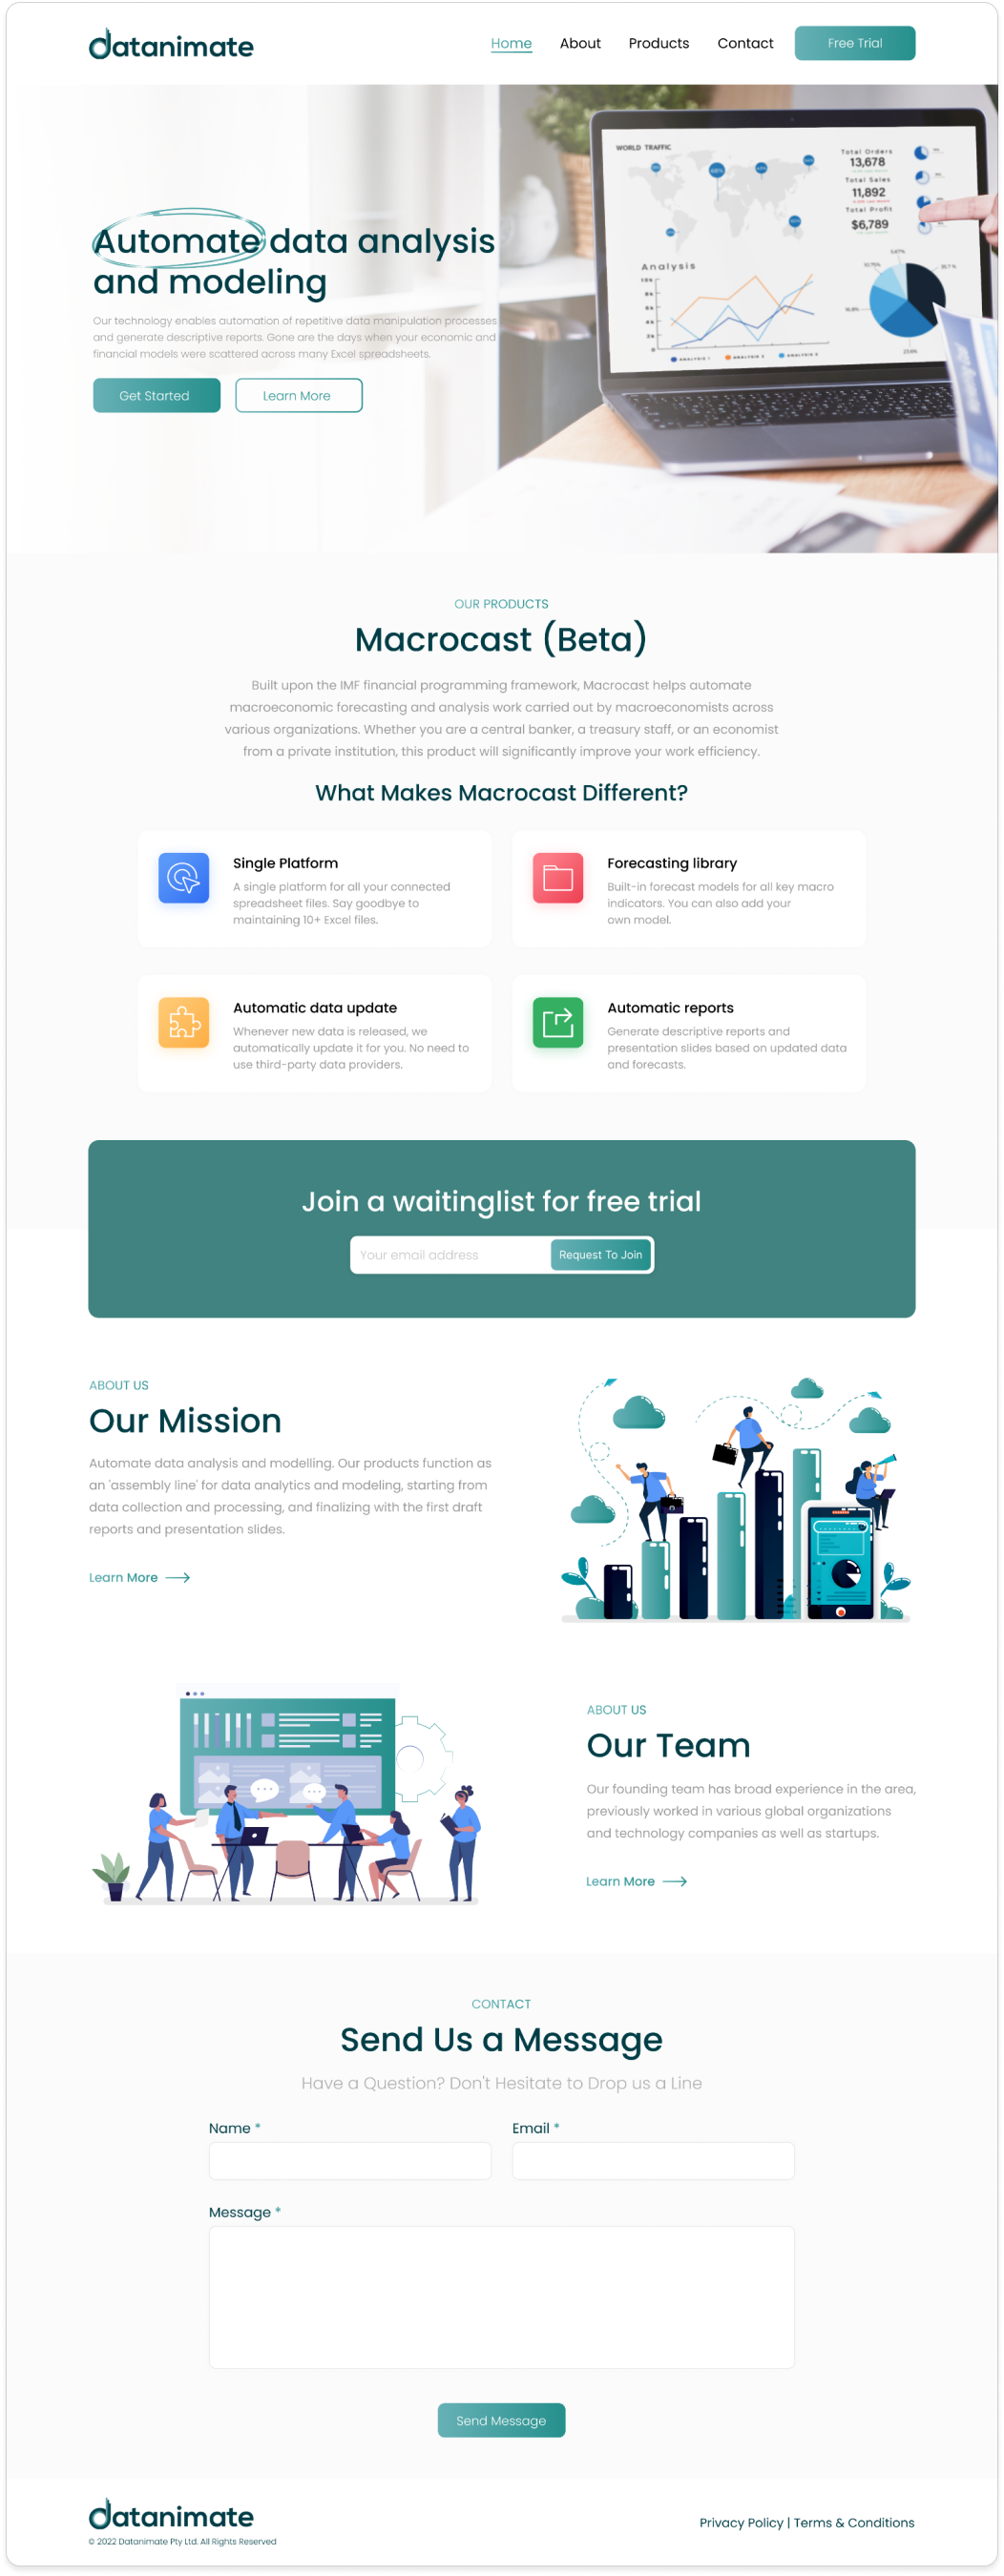 datanimate
Home About Products Contact Free Trial
WORLD TRAFFIC
Total Orders
13,678
Total Sales
11,892
Total Profit
$6,789
Analysis
ANALYSIS 1 ANALYSIS 2 ANALYSIS 3
Automate data analysis
and modeling
Our technology enables automation of repetitive data manipulation processes
and generate descriptive reports. Gone are the days when your economic and
financial models were scattered across many Excel spreadsheets.
Get Started Learn More
OUR PRODUCTS
Macrocast (Beta)
Built upon the IMF financial programming framework, Macrocast helps automate
macroeconomic forecasting and analysis work carried out by macroeconomists across
various organizations. Whether you are a central banker, a treasury staff, or an economist
from a private institution, this product will significantly improve your work efficiency.
What Makes Macrocast Different?
Single Platform
A single platform for all your connected
spreadsheet files. Say goodbye to
maintaining 10+ Excel files.
Forecasting library
Built-in forecast models for all key macro
indicators. You can also add your
own model.
Automatic data update
Whenever new data is released, we
automatically update it for you. No need to
use third-party data providers.
Automatic reports
Generate descriptive reports and
presentation slides based on updated data
and forecasts.
Join a waitinglist for free trial
Your email address Request To Join
ABOUT US
Our Mission
Automate data analysis and modelling. Our products function as
an 'assembly line' for data analytics and modeling, starting from
data collection and processing, and finalizing with the first draft
reports and presentation slides.
Learn More
ABOUT US
Our Team
Our founding team has broad experience in the area,
previously worked in various global organizations
and technology companies as well as startups.
Learn More
CONTACT
Send Us a Message
Have a Question? Don't Hesitate to Drop us a Line
Name * Email *
Message *
Send Message
datanimate
© 2022 Datanimate Pty Ltd. All Rights Reserved
Privacy Policy | Terms & Conditions